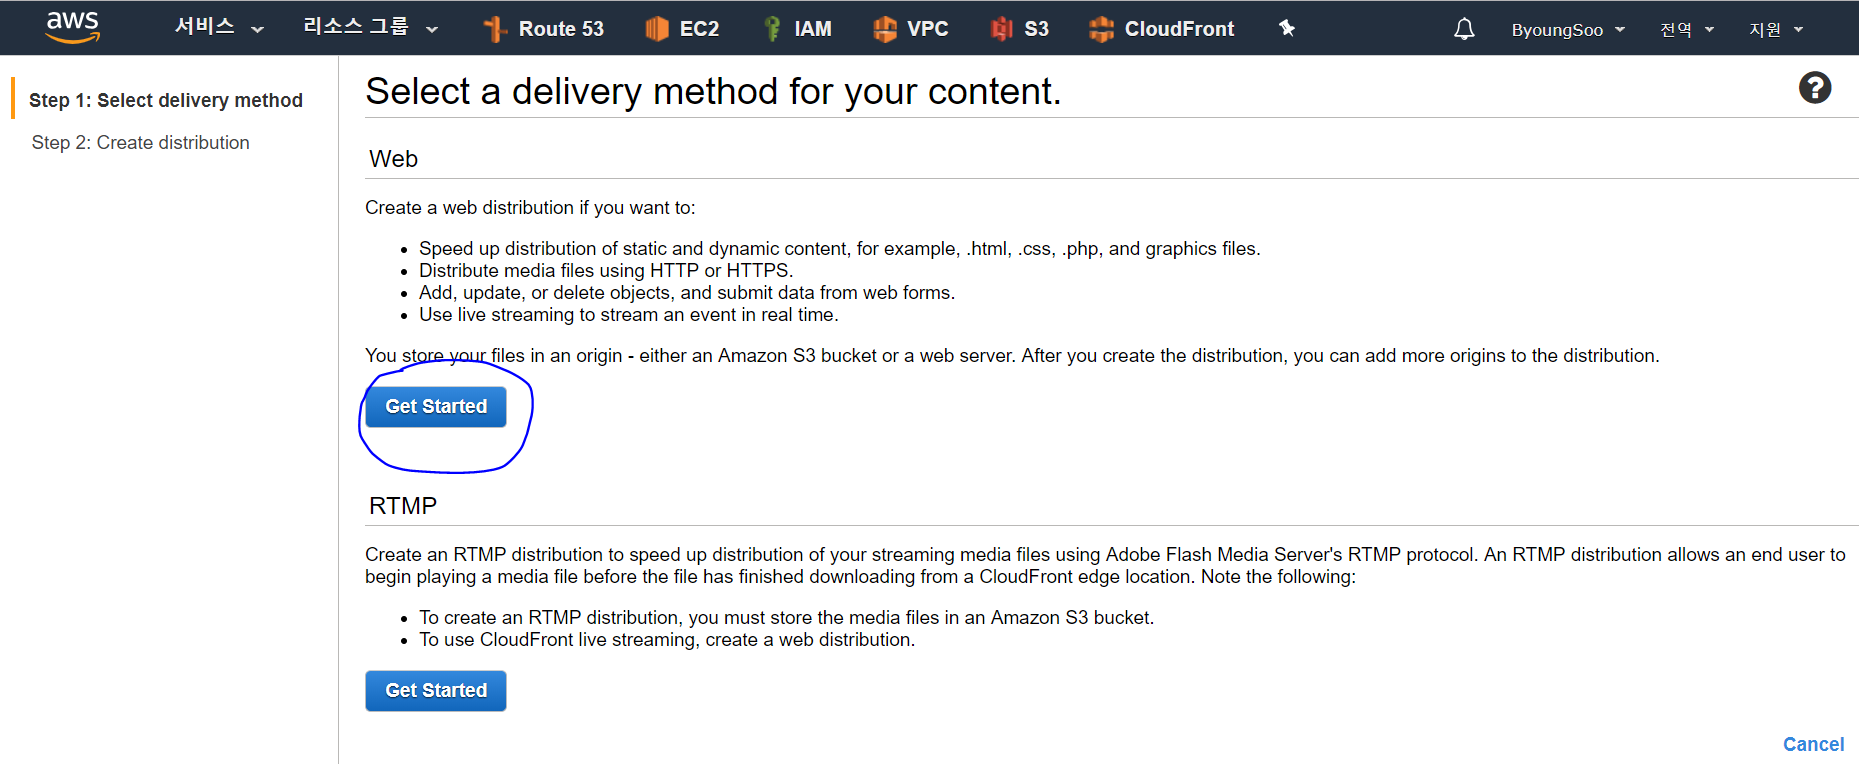 aws 서비스 리소스 그룹 Route 53 EC2 IAM VPC S3 CloudFront ByoungSoo 전역 지원
Step 1: Select delivery method
Step 2: Create distribution
Select a delivery method for your content.
?
Web
Create a web distribution if you want to:
• Speed up distribution of static and dynamic content, for example, .html, .css, .php, and graphics files.
• Distribute media files using HTTP or HTTPS.
• Add, update, or delete objects, and submit data from web forms.
• Use live streaming to stream an event in real time.
You store your files in an origin - either an Amazon S3 bucket or a web server. After you create the distribution, you can add more origins to the distribution.
Get Started
RTMP
Create an RTMP distribution to speed up distribution of your streaming media files using Adobe Flash Media Server's RTMP protocol. An RTMP distribution allows an end user to
begin playing a media file before the file has finished downloading from a CloudFront edge location. Note the following:
• To create an RTMP distribution, you must store the media files in an Amazon S3 bucket.
• To use CloudFront live streaming, create a web distribution.
Get Started
Cancel